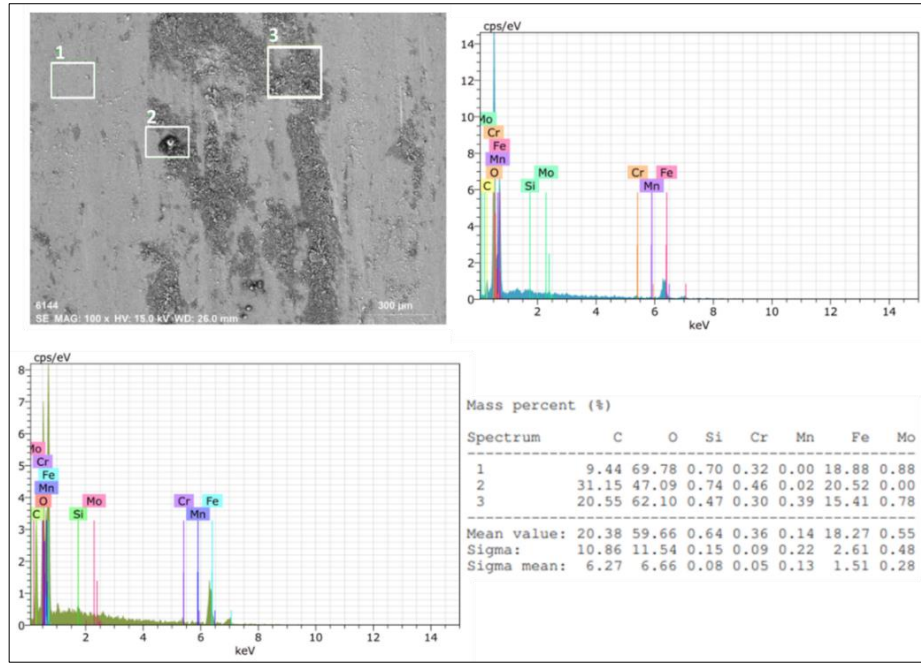 1
2
3
6144
SE MAG: 100 x HV: 15.0 kV WD: 26.0 mm
300 µm
cps/eV
14
12
10
8
6
4
2
0
Mo
Cr
Fe
Mn
O
C
Si
Mo
Cr
Mn
Fe
2
4
6
8
10
12
14
keV
cps/eV
8
7
6
5
4
3
2
1
0
Mo
Cr
Fe
Mn
O
C
Si
Mo
Cr
Mn
Fe
2
4
6
8
10
12
14
keV
Mass percent (%)
Spectrum C O Si Cr Mn Fe Mo
1 9.44 69.78 0.70 0.32 0.00 18.88 0.88
2 31.15 47.09 0.74 0.46 0.02 20.52 0.00
3 20.55 62.10 0.47 0.30 0.39 15.41 0.78
Mean value: 20.38 59.66 0.64 0.36 0.14 18.27 0.55
Sigma: 10.86 11.54 0.15 0.09 0.22 2.61 0.48
Sigma mean: 6.27 6.66 0.08 0.05 0.13 1.51 0.28